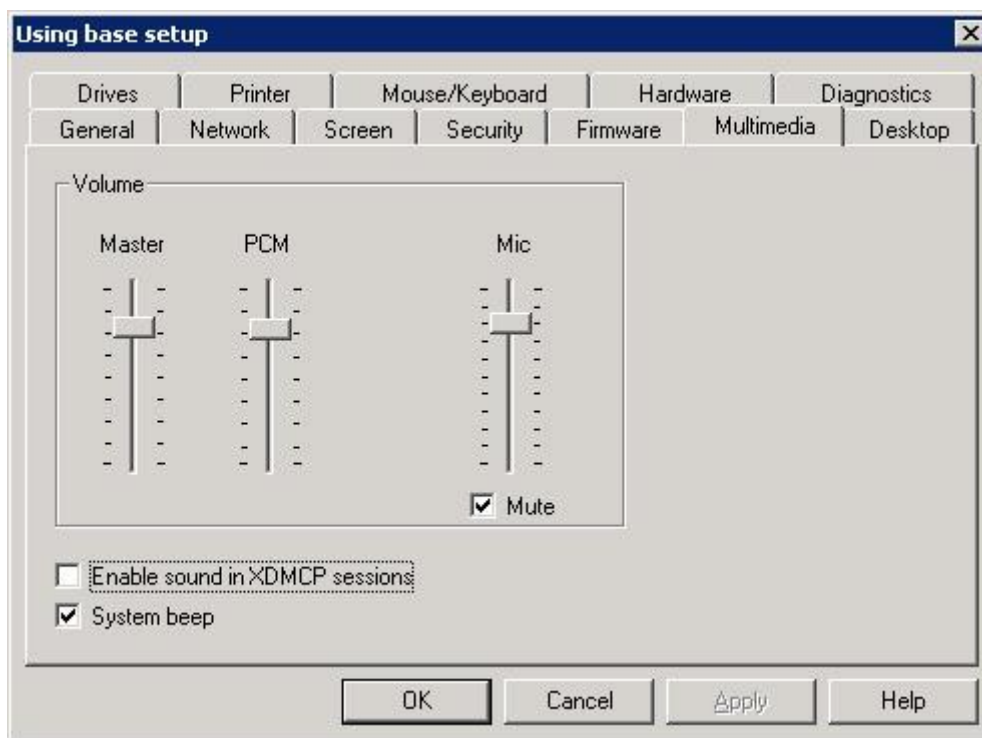 Using base setup
Drives Printer Mouse/Keyboard Hardware Diagnostics
General Network Screen Security Firmware Multimedia Desktop
Volume
Master PCM Mic
Mute
Enable sound in XDMCP sessions
System beep
OK Cancel Apply Help